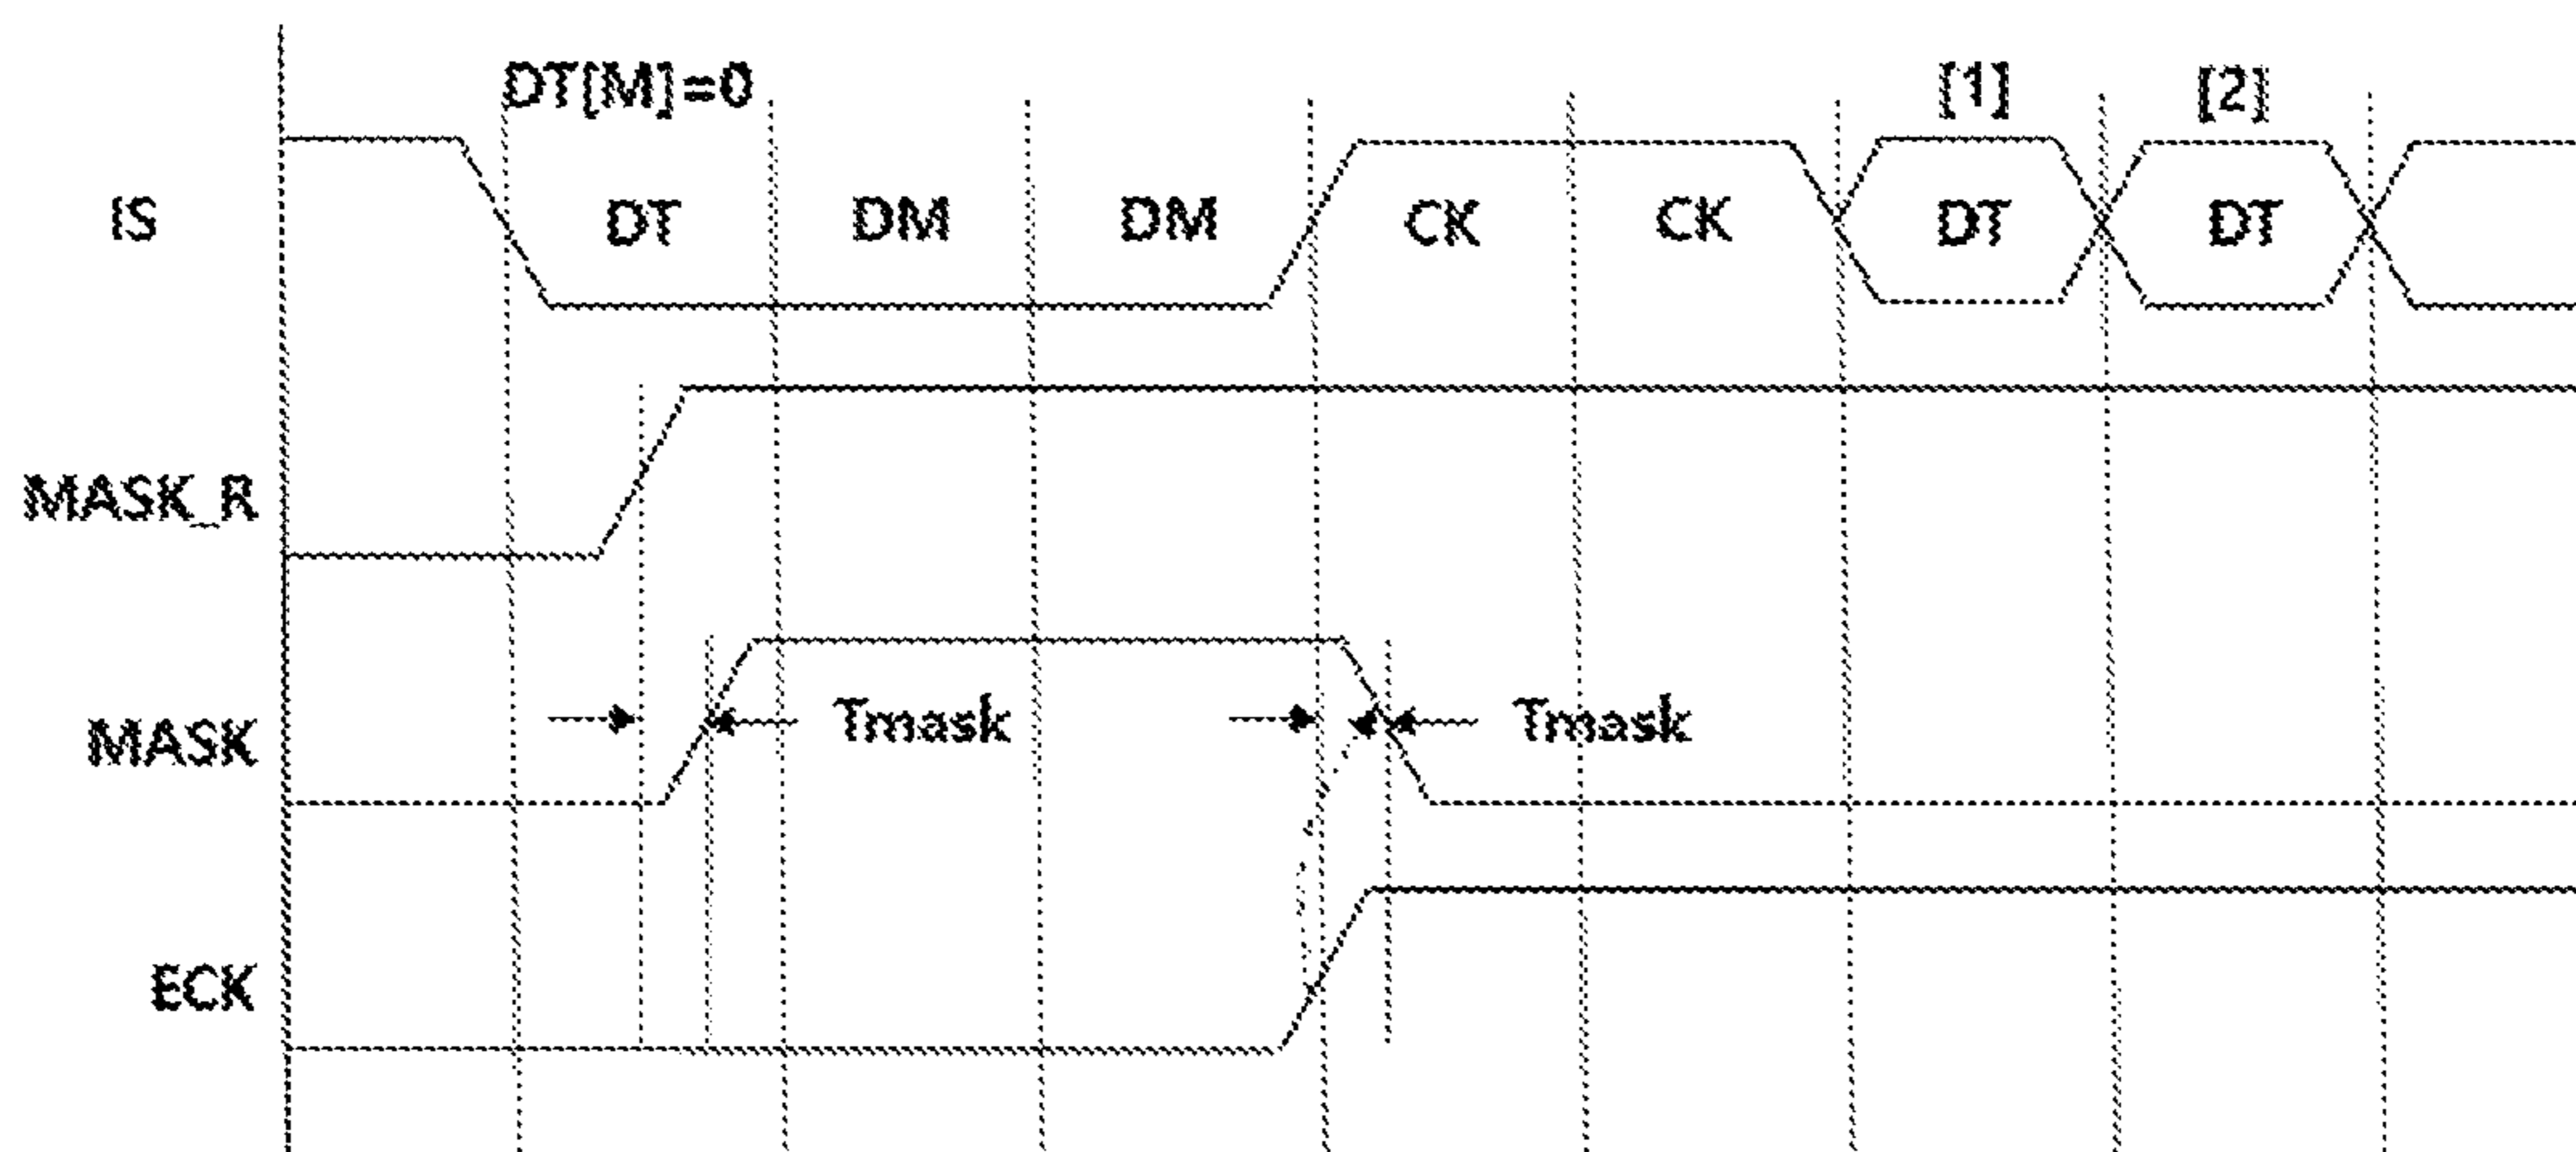 DT[M]=0 [1] [2]
IS DT DM DM CK CK DT DT
MASK_R
MASK Tmask Tmask
ECK